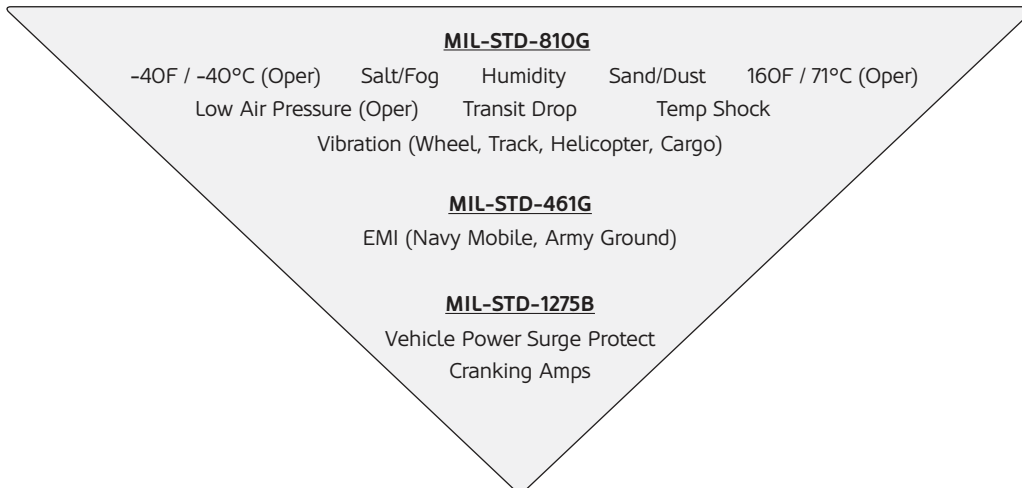 MIL-STD-810G
-40F / -40°C (Oper) Salt/Fog Humidity Sand/Dust 160F / 71°C (Oper)
Low Air Pressure (Oper) Transit Drop Temp Shock
Vibration (Wheel, Track, Helicopter, Cargo)
MIL-STD-461G
EMI (Navy Mobile, Army Ground)
MIL-STD-1275B
Vehicle Power Surge Protect
Cranking Amps